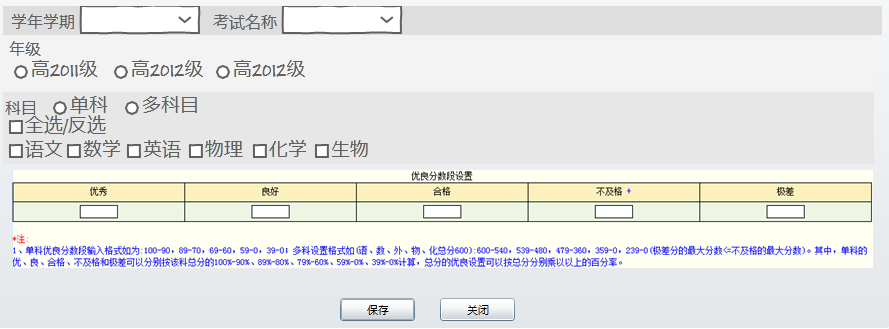 学年学期 考试名称
年级
高2011级 高2012级 高2012级
科目 单科 多科目
全选/反选
语文 数学 英语 物理 化学 生物
优良分数段设置
优秀 良好 合格 不及格 + 极差
*注:
1、单科优良分数段输入格式如为:100-90，89-70，69-60，59-0，39-0；多科设置格式如(语、数、外、物、化总分600):600-540，539-480，479-360，359-0，239-0(极差分的最大分数<=不及格的最大分数)。其中，单科的
优、良、合格、不及格和极差可以分别按该科总分的100%-90%、89%-80%、79%-60%、59%-0%、39%-0%计算，总分的优良设置可以按总分分别乘以以上的百分率。
保存 关闭